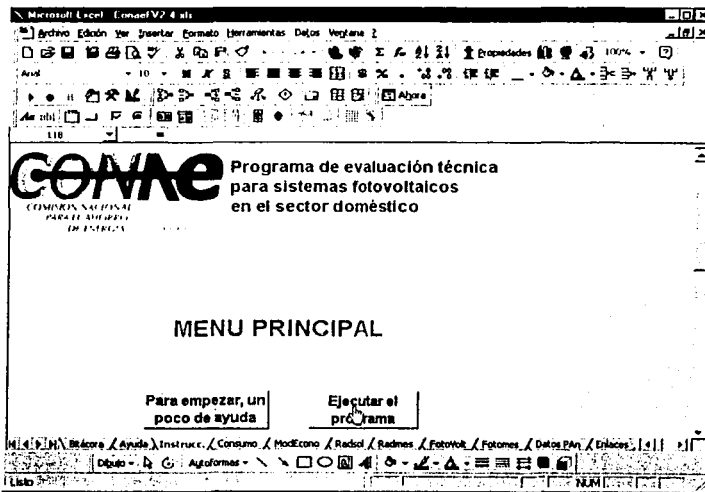 Microsoft Excel - ConaefV2 4.xls
Archivo Edición Ver Insertar Formato Herramientas Datos Ventana ?
Propiedades 100%
Arial 10
Ahora
L18 =
CONAE Programa de evaluación técnica
para sistemas fotovoltaicos
en el sector doméstico
COMISION NACIONAL
PARA EL AHORRO
DE ENERGIA
MENU PRINCIPAL
Para empezar, un
poco de ayuda
Ejecutar el
programa
Bitácora Ayuda Instrucc. Consumo ModEcono Radsol Radmes FotoVolt Fotomes Datos PAn Enlaces
Dibujo Autoformas
Listo NUM